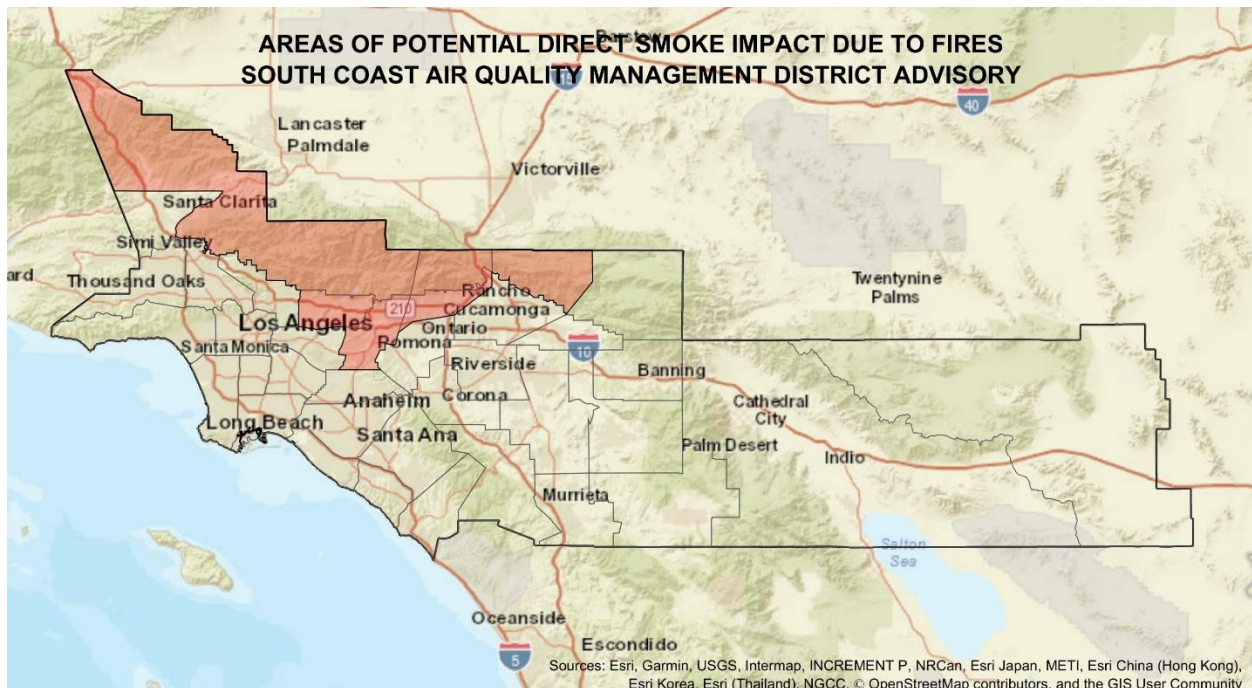 AREAS OF POTENTIAL DIRECT SMOKE IMPACT DUE TO FIRES
Barstow
SOUTH COAST AIR QUALITY MANAGEMENT DISTRICT ADVISORY
15
40
Lancaster
Palmdale
Victorville
Santa Clarita
Simi Valley
ard
Thousand Oaks
Twentynine
Palms
Rancho
Cucamonga
210
Los Angeles
Ontario
Pomona
Santa Monica
10
Riverside
Banning
Corona
Anaheim
Cathedral
City
Long Beach
Santa Ana
Palm Desert
Indio
Murrieta
Salton
Sea
Oceanside
Escondido
5
Sources: Esri, Garmin, USGS, Intermap, INCREMENT P, NRCan, Esri Japan, METI, Esri China (Hong Kong),
Esri Korea, Esri (Thailand), NGCC, © OpenStreetMap contributors, and the GIS User Community